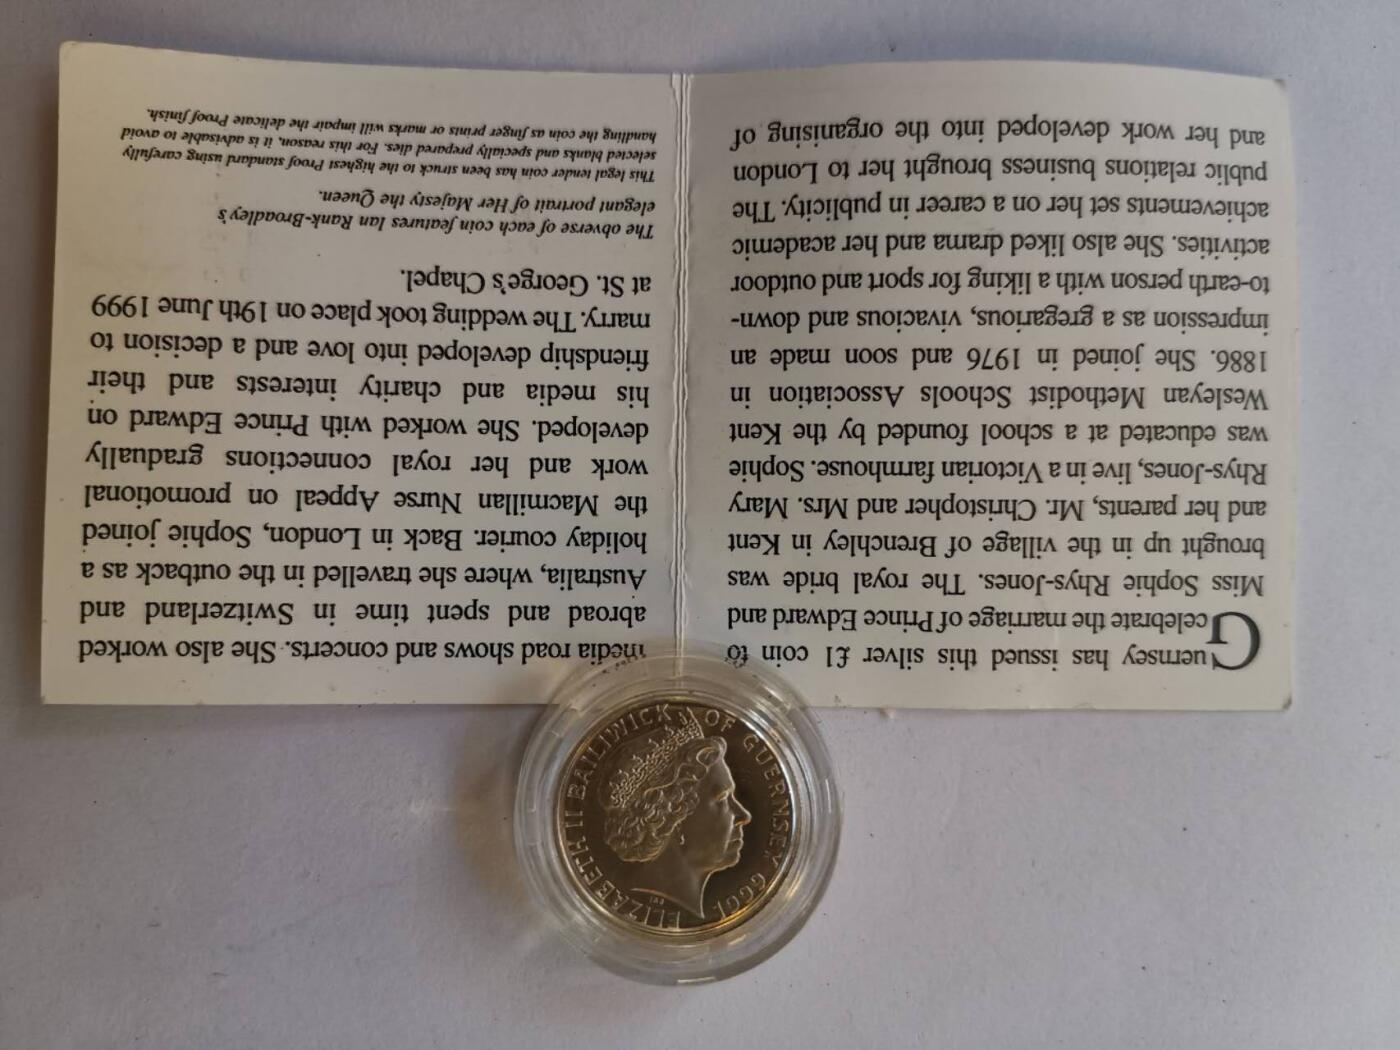 Guernsey has issued this silver £1 coin to
celebrate the marriage of Prince Edward and
Miss Sophie Rhys-Jones. The royal bride was
brought up in the village of Brenchley in Kent
and her parents, Mr. Christopher and Mrs. Mary
Rhys-Jones, live in a Victorian farmhouse. Sophie
was educated at a school founded by the Kent
Wesleyan Methodist Schools Association in
1886. She joined in 1976 and soon made an
impression as a gregarious, vivacious and down-
to-earth person with a liking for sport and outdoor
activities. She also liked drama and her academic
achievements set her on a career in publicity. The
public relations business brought her to London
and her work developed into the organising of
media road shows and concerts. She also worked
abroad and spent time in Switzerland and
Australia, where she travelled in the outback as a
holiday courier. Back in London, Sophie joined
the Macmillan Nurse Appeal on promotional
work and her royal connections gradually
developed. She worked with Prince Edward on
his media and charity interests and their
friendship developed into love and a decision to
marry. The wedding took place on 19th June 1999
at St. George's Chapel.
The obverse of each coin features Ian Rank-Broadley's
elegant portrait of Her Majesty the Queen.
This legal tender coin has been struck to the highest Proof standard using carefully
selected blanks and specially prepared dies. For this reason, it is advisable to avoid
handling the coin as finger prints or marks will impair the delicate Proof finish.
ELIZABETH II BAILIWICK OF GUERNSEY 1999
IRB